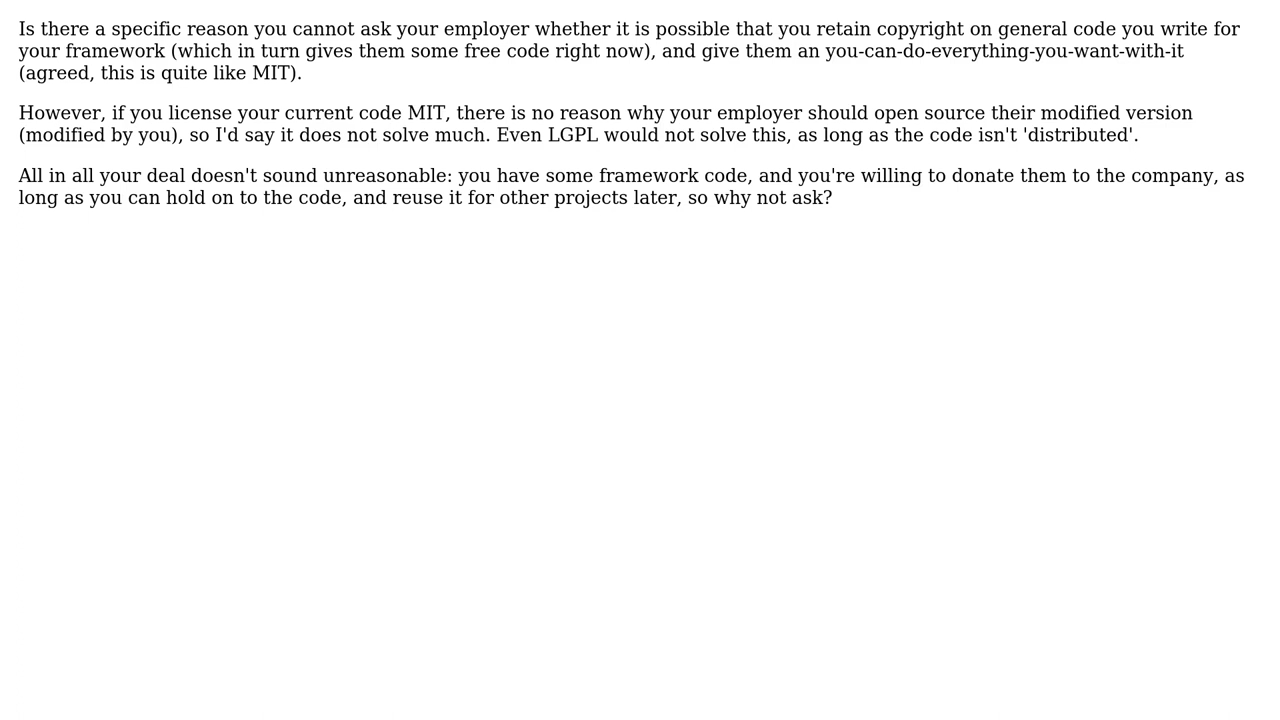 Is there a specific reason you cannot ask your employer whether it is possible that you retain copyright on general code you write for
your framework (which in turn gives them some free code right now), and give them an you-can-do-everything-you-want-with-it
(agreed, this is quite like MIT).
However, if you license your current code MIT, there is no reason why your employer should open source their modified version
(modified by you), so I'd say it does not solve much. Even LGPL would not solve this, as long as the code isn't 'distributed'.
All in all your deal doesn't sound unreasonable: you have some framework code, and you're willing to donate them to the company, as
long as you can hold on to the code, and reuse it for other projects later, so why not ask?